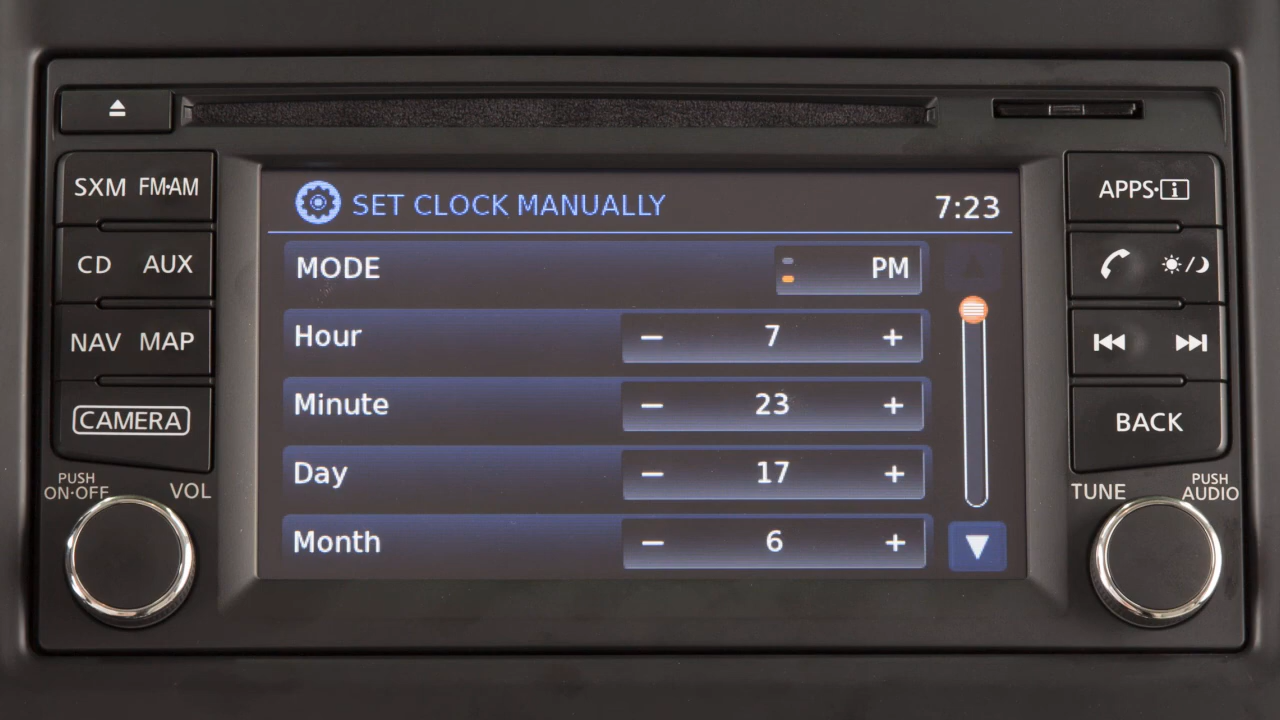 SXM FM·AM
CD AUX
NAV MAP
CAMERA
PUSH
ON·OFF
VOL
SET CLOCK MANUALLY
7:23
MODE
PM
Hour
− 7 +
Minute
− 23 +
Day
− 17 +
Month
− 6 +
APPS·i
BACK
TUNE
PUSH
AUDIO